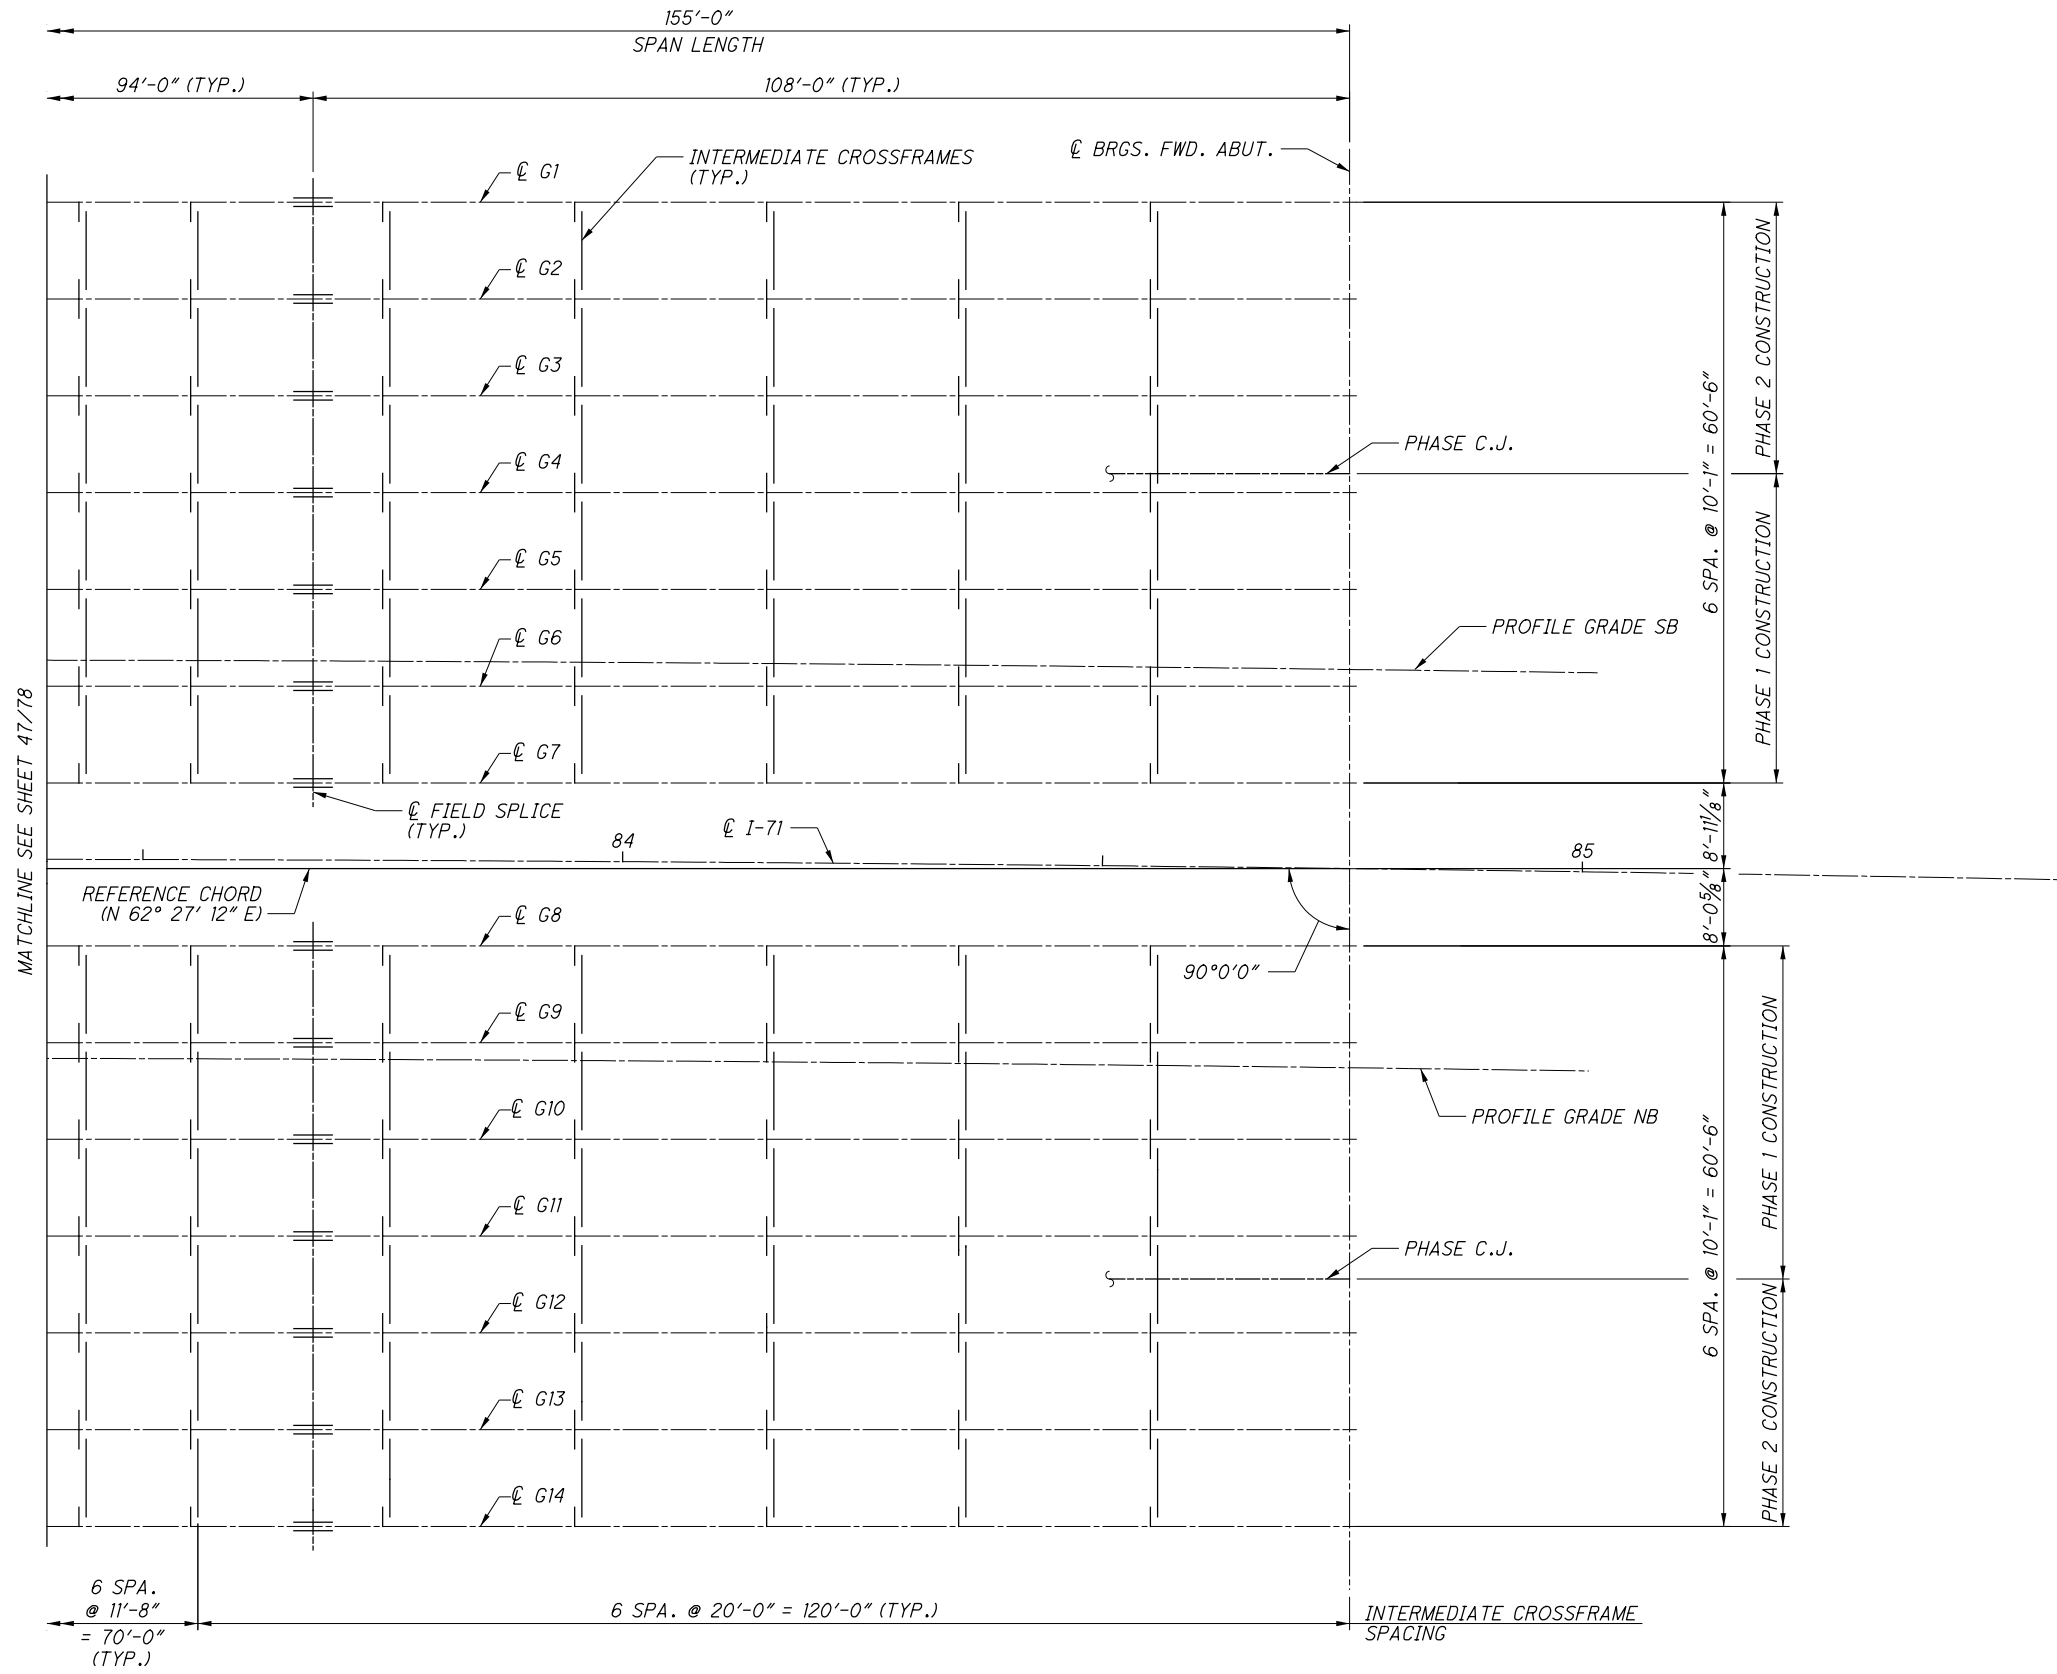 155'-0"
SPAN LENGTH
94'-0" (TYP.)
108'-0" (TYP.)
℄ BRGS. FWD. ABUT.
INTERMEDIATE CROSSFRAMES
(TYP.)
℄ G1
℄ G2
℄ G3
℄ G4
℄ G5
℄ G6
℄ G7
PHASE C.J.
PROFILE GRADE SB
6 SPA. @ 10'-1" = 60'-6"
PHASE 2 CONSTRUCTION
PHASE 1 CONSTRUCTION
MATCHLINE SEE SHEET 47/78
℄ FIELD SPLICE
(TYP.)
℄ I-71
84
85
8'-11 1/8"
8'-0 5/8"
REFERENCE CHORD
(N 62° 27' 12" E)
90°0'0"
℄ G8
℄ G9
℄ G10
℄ G11
℄ G12
℄ G13
℄ G14
PROFILE GRADE NB
PHASE C.J.
6 SPA. @ 10'-1" = 60'-6"
PHASE 1 CONSTRUCTION
PHASE 2 CONSTRUCTION
6 SPA.
@ 11'-8"
= 70'-0"
(TYP.)
6 SPA. @ 20'-0" = 120'-0" (TYP.)
INTERMEDIATE CROSSFRAME
SPACING